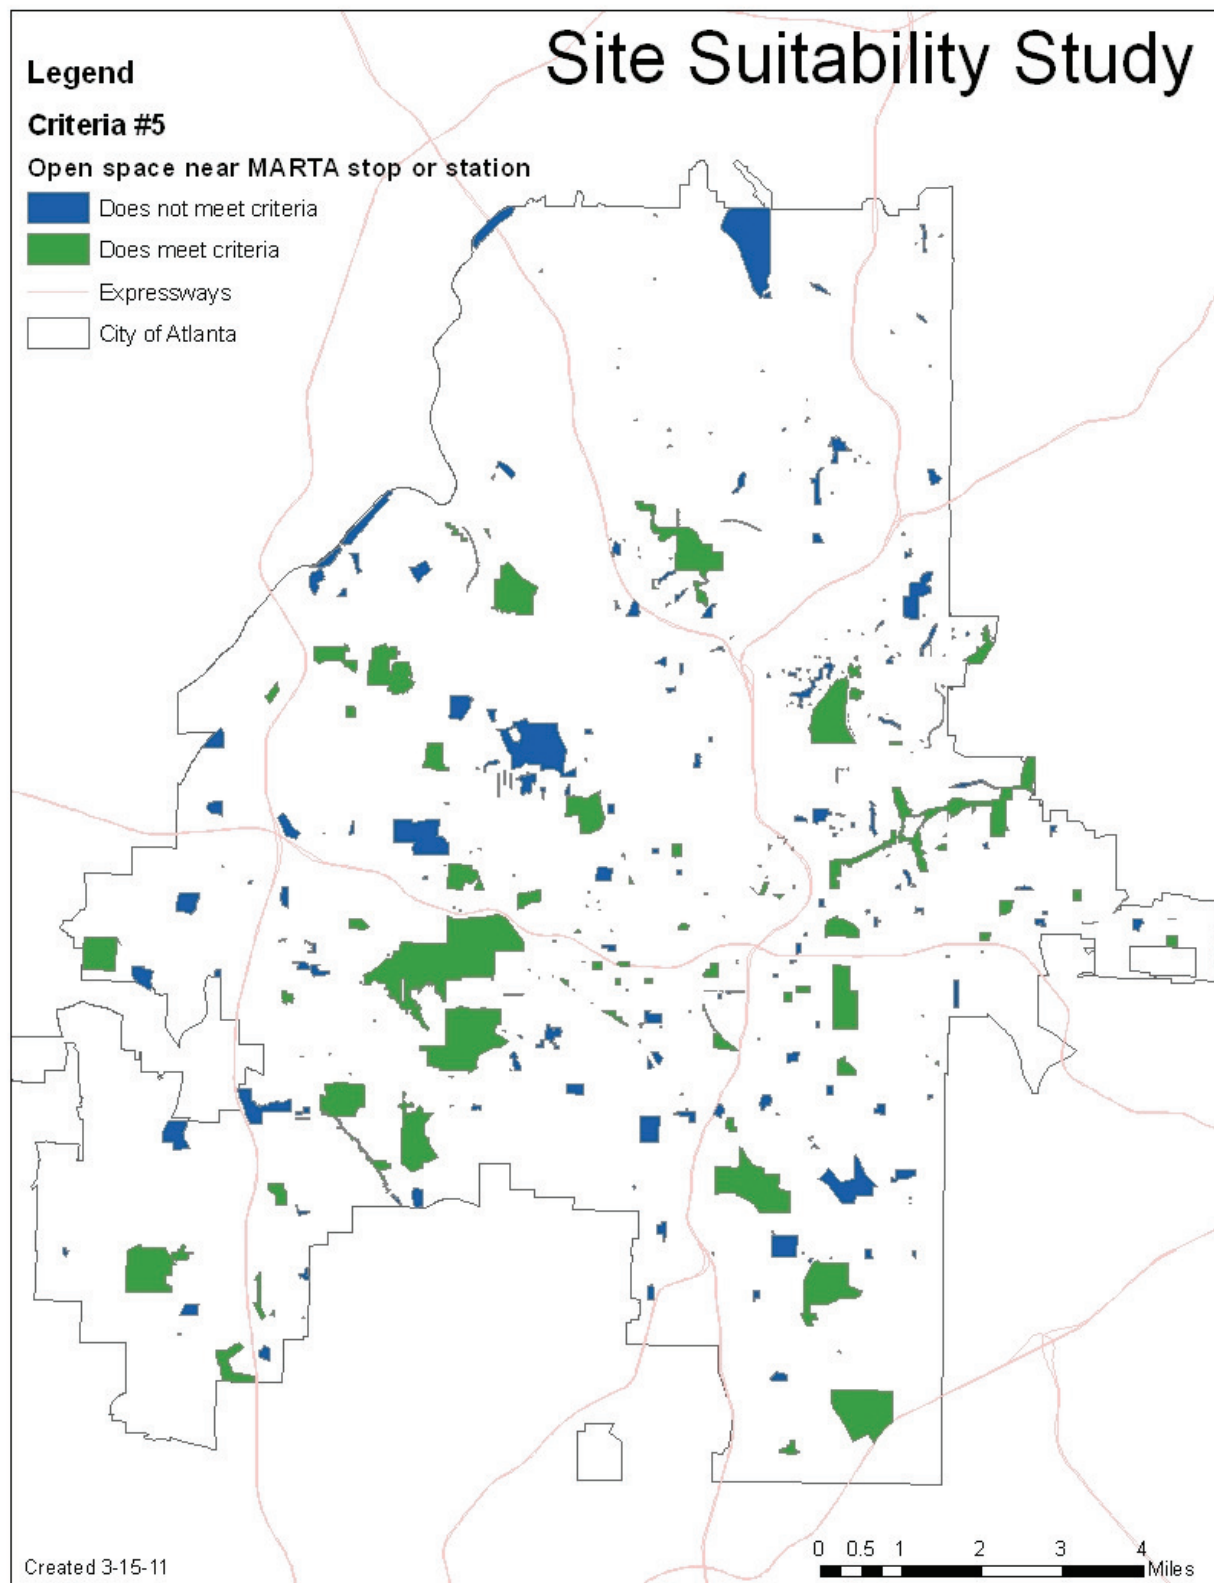 Site Suitability Study
Legend
Criteria #5
Open space near MARTA stop or station
Does not meet criteria
Does meet criteria
Expressways
City of Atlanta
Created 3-15-11
0 0.5 1 2 3 4
Miles